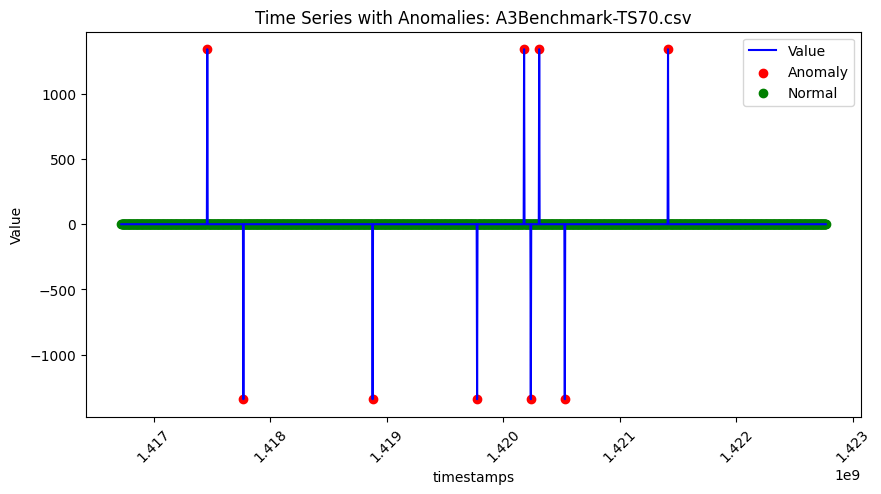 Time Series with Anomalies: A3Benchmark-TS70.csv
Value
Anomaly
Normal
1000
500
0
−500
−1000
Value
1.417
1.418
1.419
1.420
1.421
1.422
1.423
1e9
timestamps